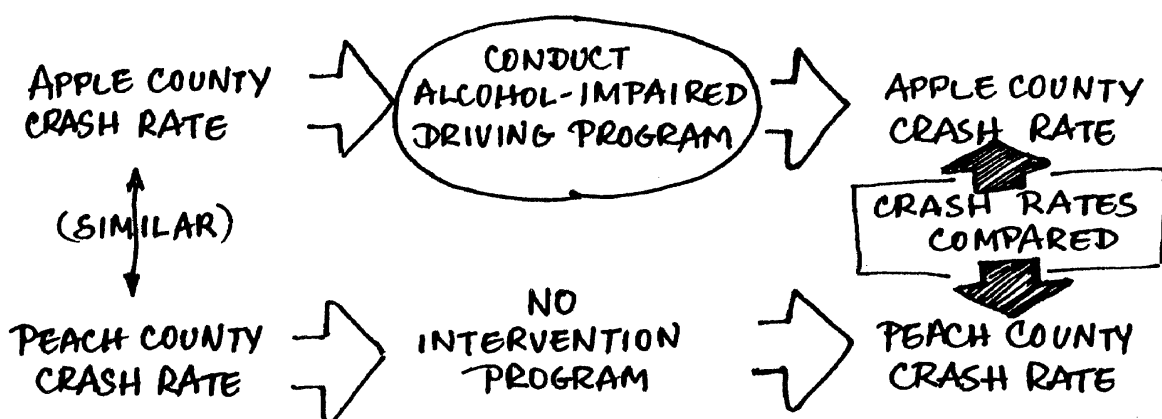 APPLE COUNTY
CRASH RATE
CONDUCT
ALCOHOL-IMPAIRED
DRIVING PROGRAM
APPLE COUNTY
CRASH RATE
(SIMILAR)
CRASH RATES
COMPARED
PEACH COUNTY
CRASH RATE
NO
INTERVENTION
PROGRAM
PEACH COUNTY
CRASH RATE